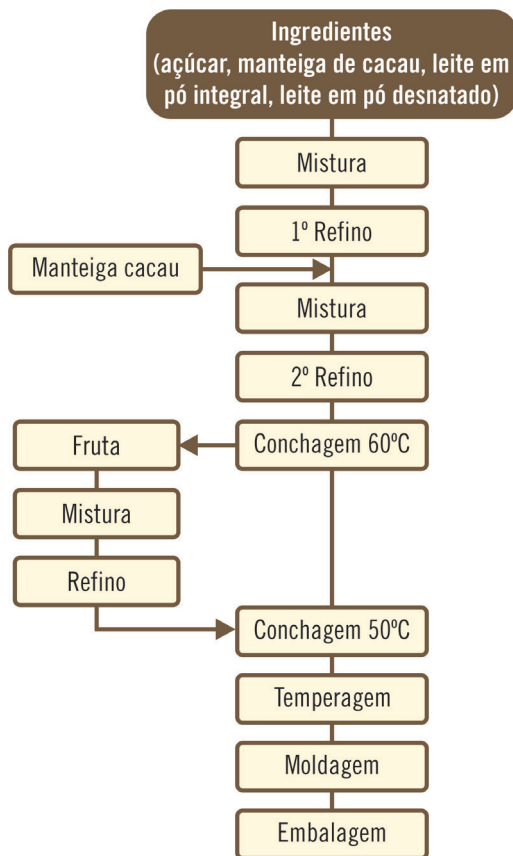 Ingredientes
(açúcar, manteiga de cacau, leite em
pó integral, leite em pó desnatado)
Mistura
1º Refino
Manteiga cacau
Mistura
2º Refino
Conchagem 60ºC
Fruta
Mistura
Refino
Conchagem 50ºC
Temperagem
Moldagem
Embalagem